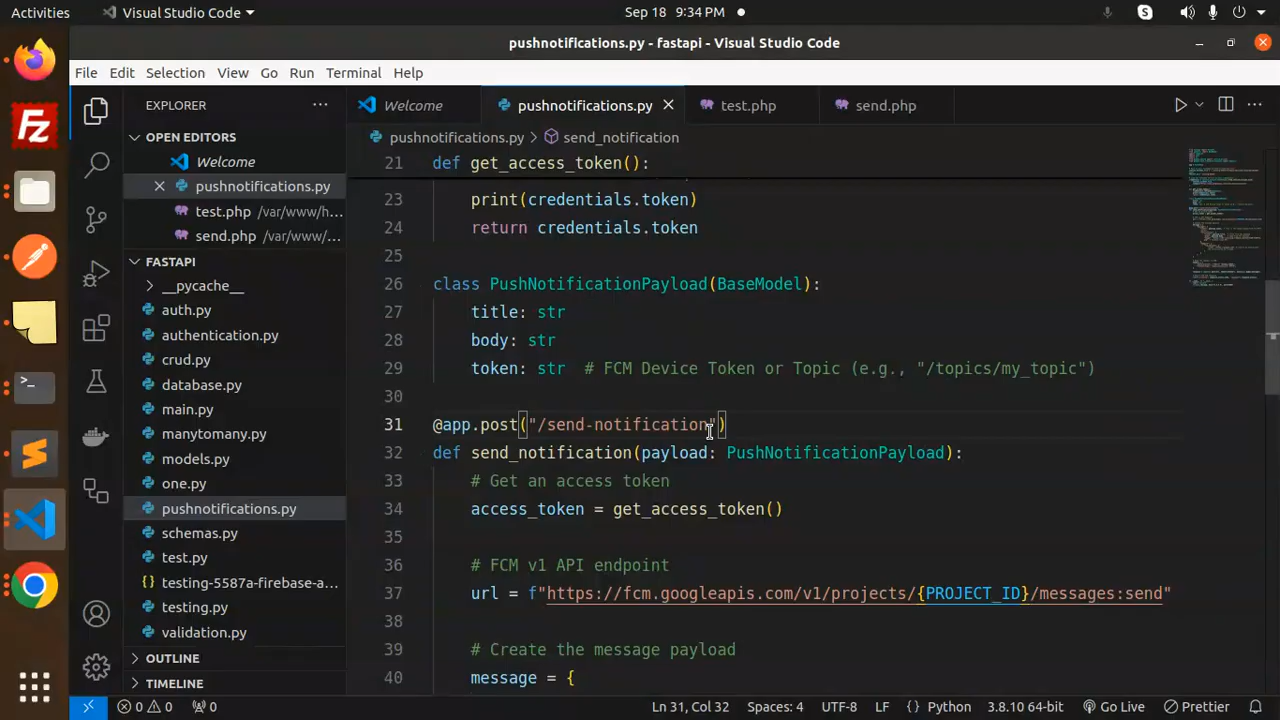 Activities
Visual Studio Code
Sep 18 9:34 PM
pushnotifications.py - fastapi - Visual Studio Code
File Edit Selection View Go Run Terminal Help
EXPLORER
Welcome
pushnotifications.py
test.php
send.php
OPEN EDITORS
Welcome
pushnotifications.py
test.php /var/www/h...
send.php /var/www/...
FASTAPI
__pycache__
auth.py
authentication.py
crud.py
database.py
main.py
manytomany.py
models.py
one.py
pushnotifications.py
schemas.py
test.py
testing-5587a-firebase-a...
testing.py
validation.py
OUTLINE
TIMELINE
pushnotifications.py > send_notification
21 def get_access_token():
23 print(credentials.token)
24 return credentials.token
25
26 class PushNotificationPayload(BaseModel):
27 title: str
28 body: str
29 token: str # FCM Device Token or Topic (e.g., "/topics/my_topic")
30
31 @app.post("/send-notification")
32 def send_notification(payload: PushNotificationPayload):
33 # Get an access token
34 access_token = get_access_token()
35
36 # FCM v1 API endpoint
37 url = f"https://fcm.googleapis.com/v1/projects/{PROJECT_ID}/messages:send"
38
39 # Create the message payload
40 message = {
0 0 0
Ln 31, Col 32 Spaces: 4 UTF-8 LF {} Python 3.8.10 64-bit Go Live Prettier